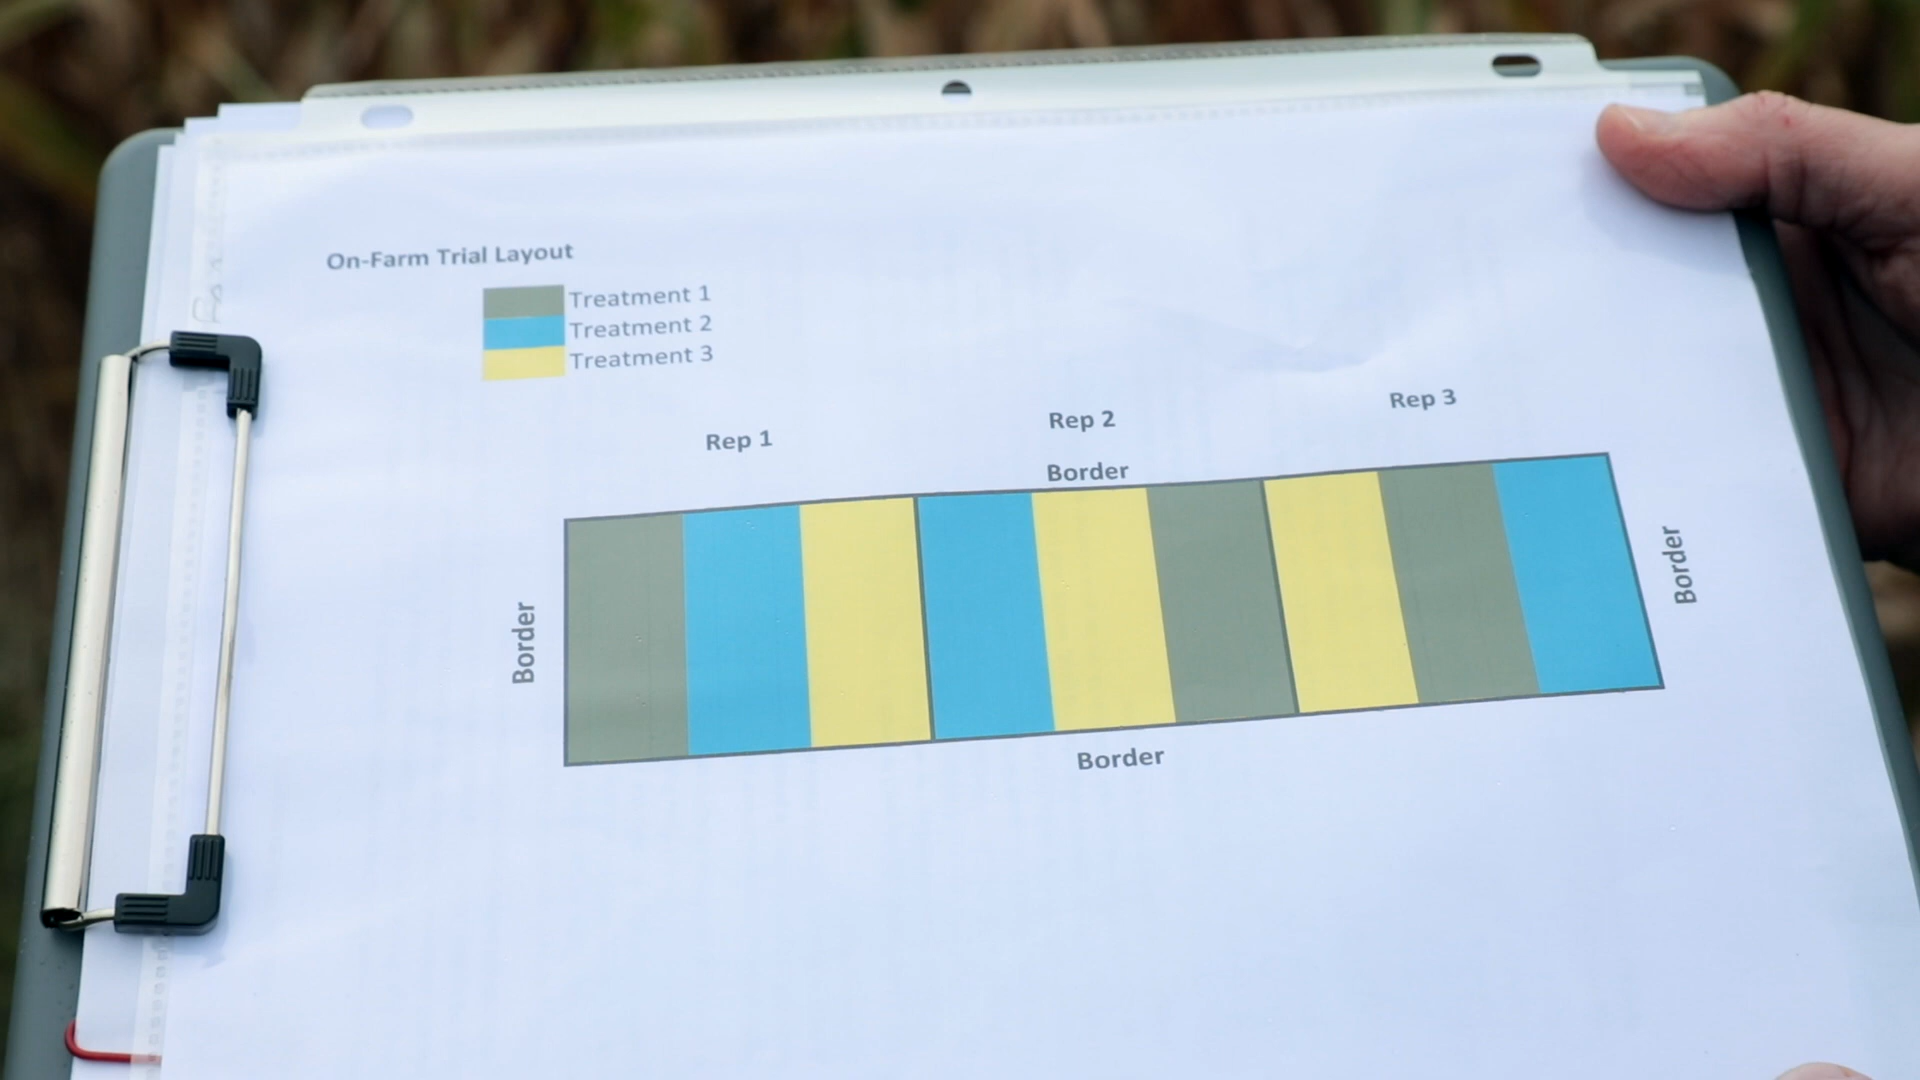 On-Farm Trial Layout
Treatment 1
Treatment 2
Treatment 3
Rep 1
Rep 2
Rep 3
Border
Border
Border
Border